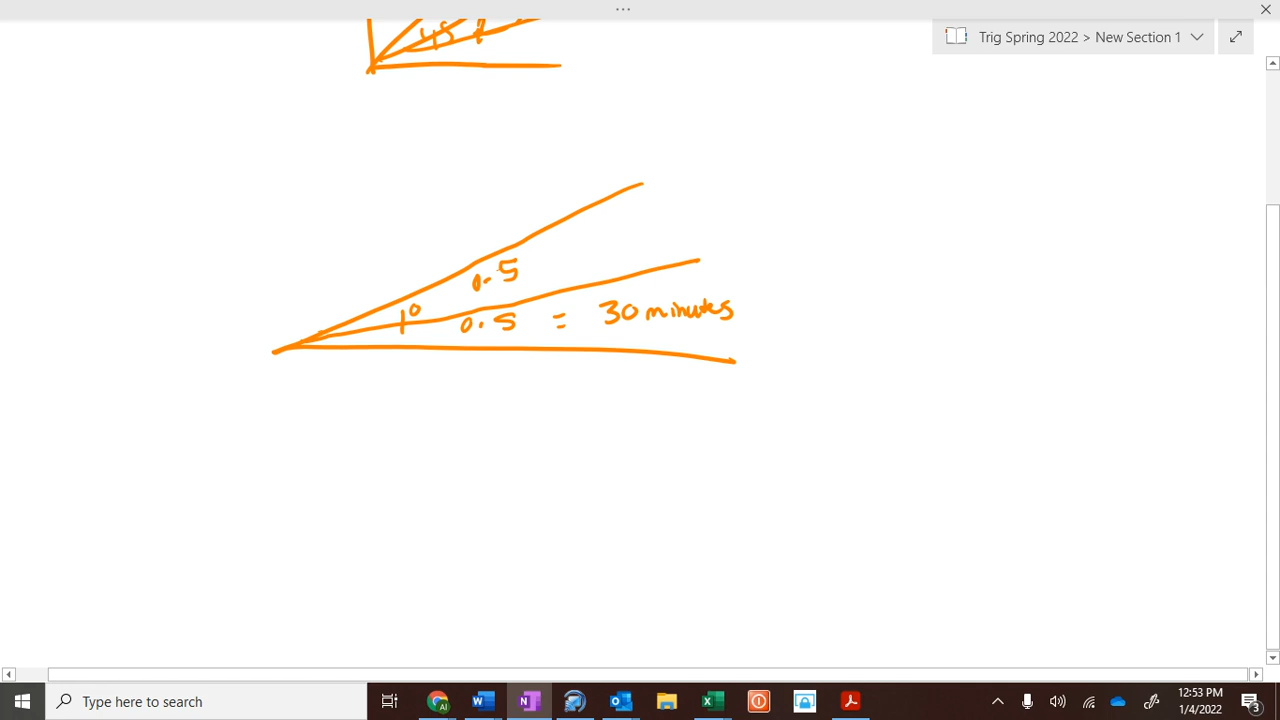 ...
Trig Spring 2022 > New Section 1
45
0.5
1°
0.5 = 30 minutes
Type here to search
12:53 PM
1/4/2022
3